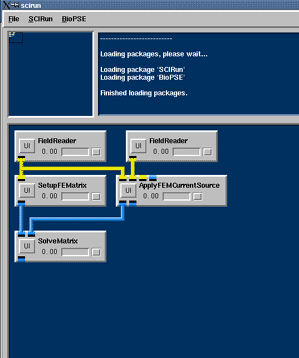 scirun
File SCIRun BioPSE
----------------------------
Loading packages, please wait...
Loading package 'SCIRun'
Loading package 'BioPSE'
Finished loading packages.
FieldReader
UI 0.00
FieldReader
UI 0.00
SetupFEMatrix
UI 0.00
ApplyFEMCurrentSource
UI 0.00
SolveMatrix
UI 0.00